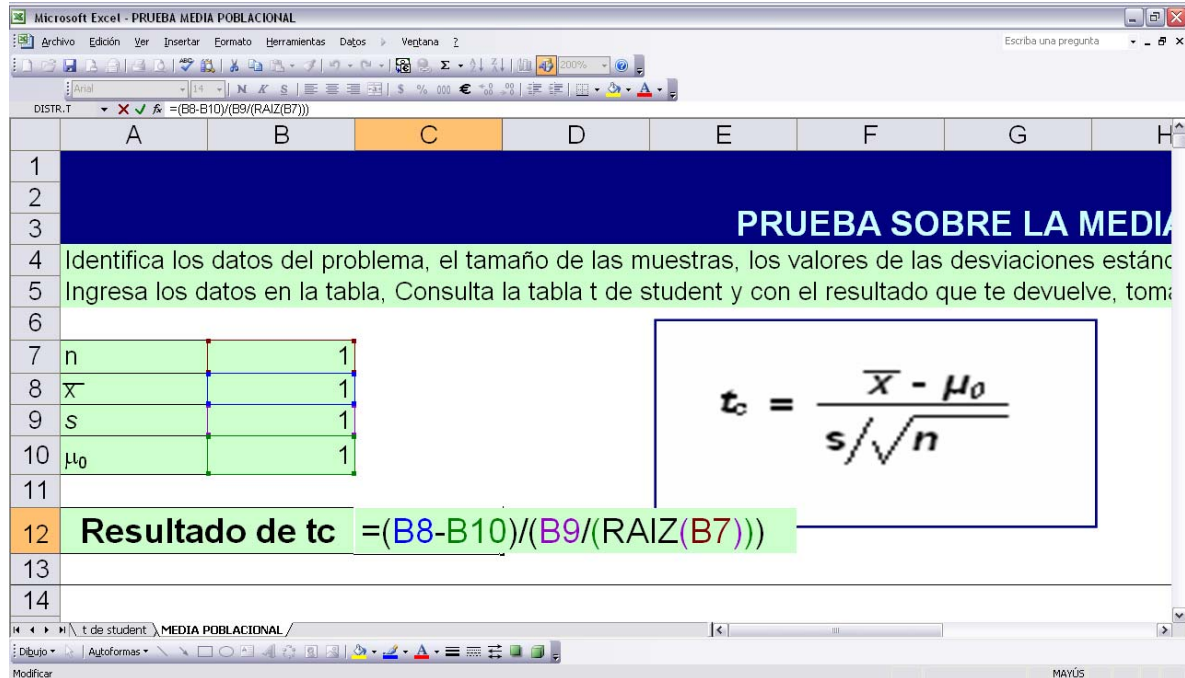 Microsoft Excel - PRUEBA MEDIA POBLACIONAL
Archivo Edición Ver Insertar Formato Herramientas Datos Ventana ?
Escriba una pregunta
200%
Arial 14 N K S $ % 000 €
DISTR.T =(B8-B10)/(B9/(RAIZ(B7)))
A B C D E F G H
1
2
3 PRUEBA SOBRE LA MEDIA
4 Identifica los datos del problema, el tamaño de las muestras, los valores de las desviaciones estánd
5 Ingresa los datos en la tabla, Consulta la tabla t de student y con el resultado que te devuelve, toma
6
7 n 1
8 x̅ 1
9 s 1
10 μ₀ 1
t꜀ = (x̅ - μ₀) / (s/√n)
11
12 Resultado de tc =(B8-B10)/(B9/(RAIZ(B7)))
13
14
t de student MEDIA POBLACIONAL
Dibujo Autoformas
Modificar MAYÚS